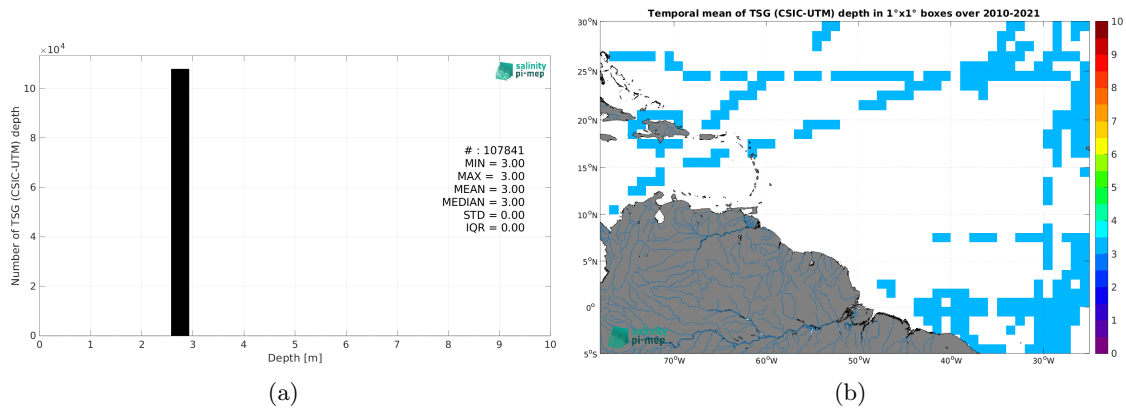 ×10⁴
10
8
6
4
2
0
Number of TSG (CSIC-UTM) depth
0 1 2 3 4 5 6 7 8 9 10
Depth [m]
salinity
pi-mep
# : 107841
MIN = 3.00
MAX = 3.00
MEAN = 3.00
MEDIAN = 3.00
STD = 0.00
IQR = 0.00
(a)
Temporal mean of TSG (CSIC-UTM) depth in 1°x1° boxes over 2010-2021
30°N
25°N
20°N
15°N
10°N
5°N
0°
5°S
70°W 60°W 50°W 40°W 30°W
salinity
pi-mep
10
9
8
7
6
5
4
3
2
1
0
(b)